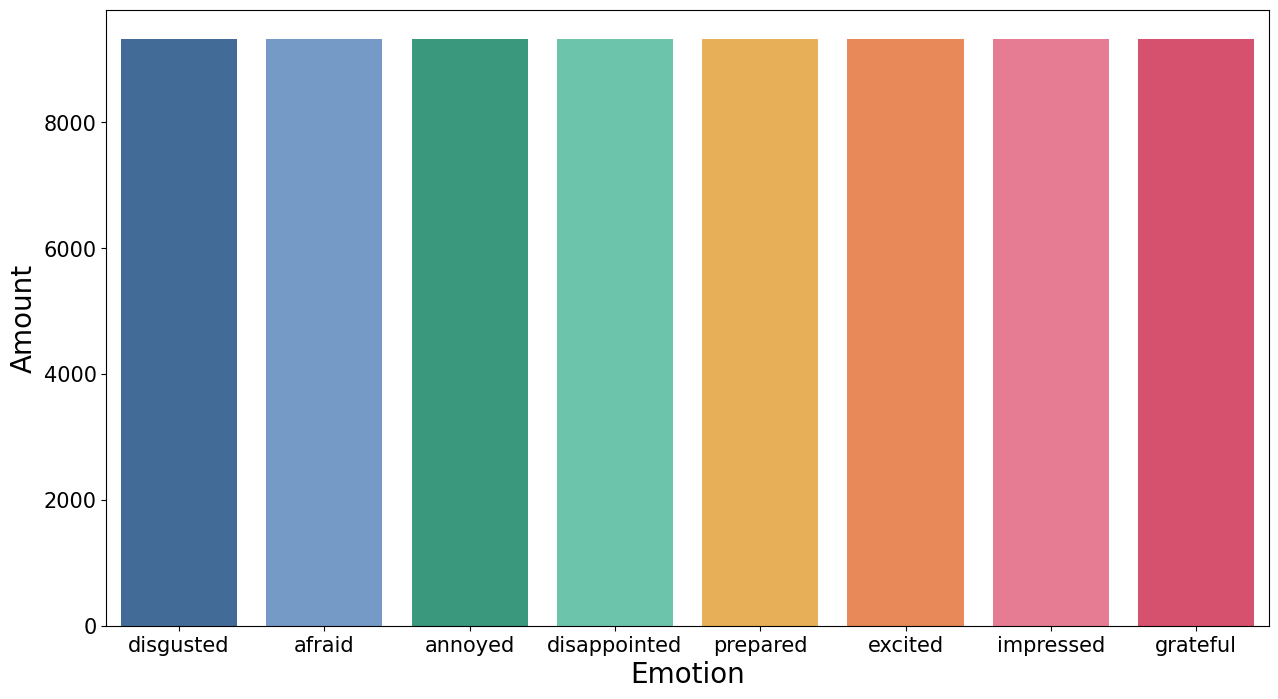 Amount
8000
6000
4000
2000
0
disgusted afraid annoyed disappointed prepared excited impressed grateful
Emotion